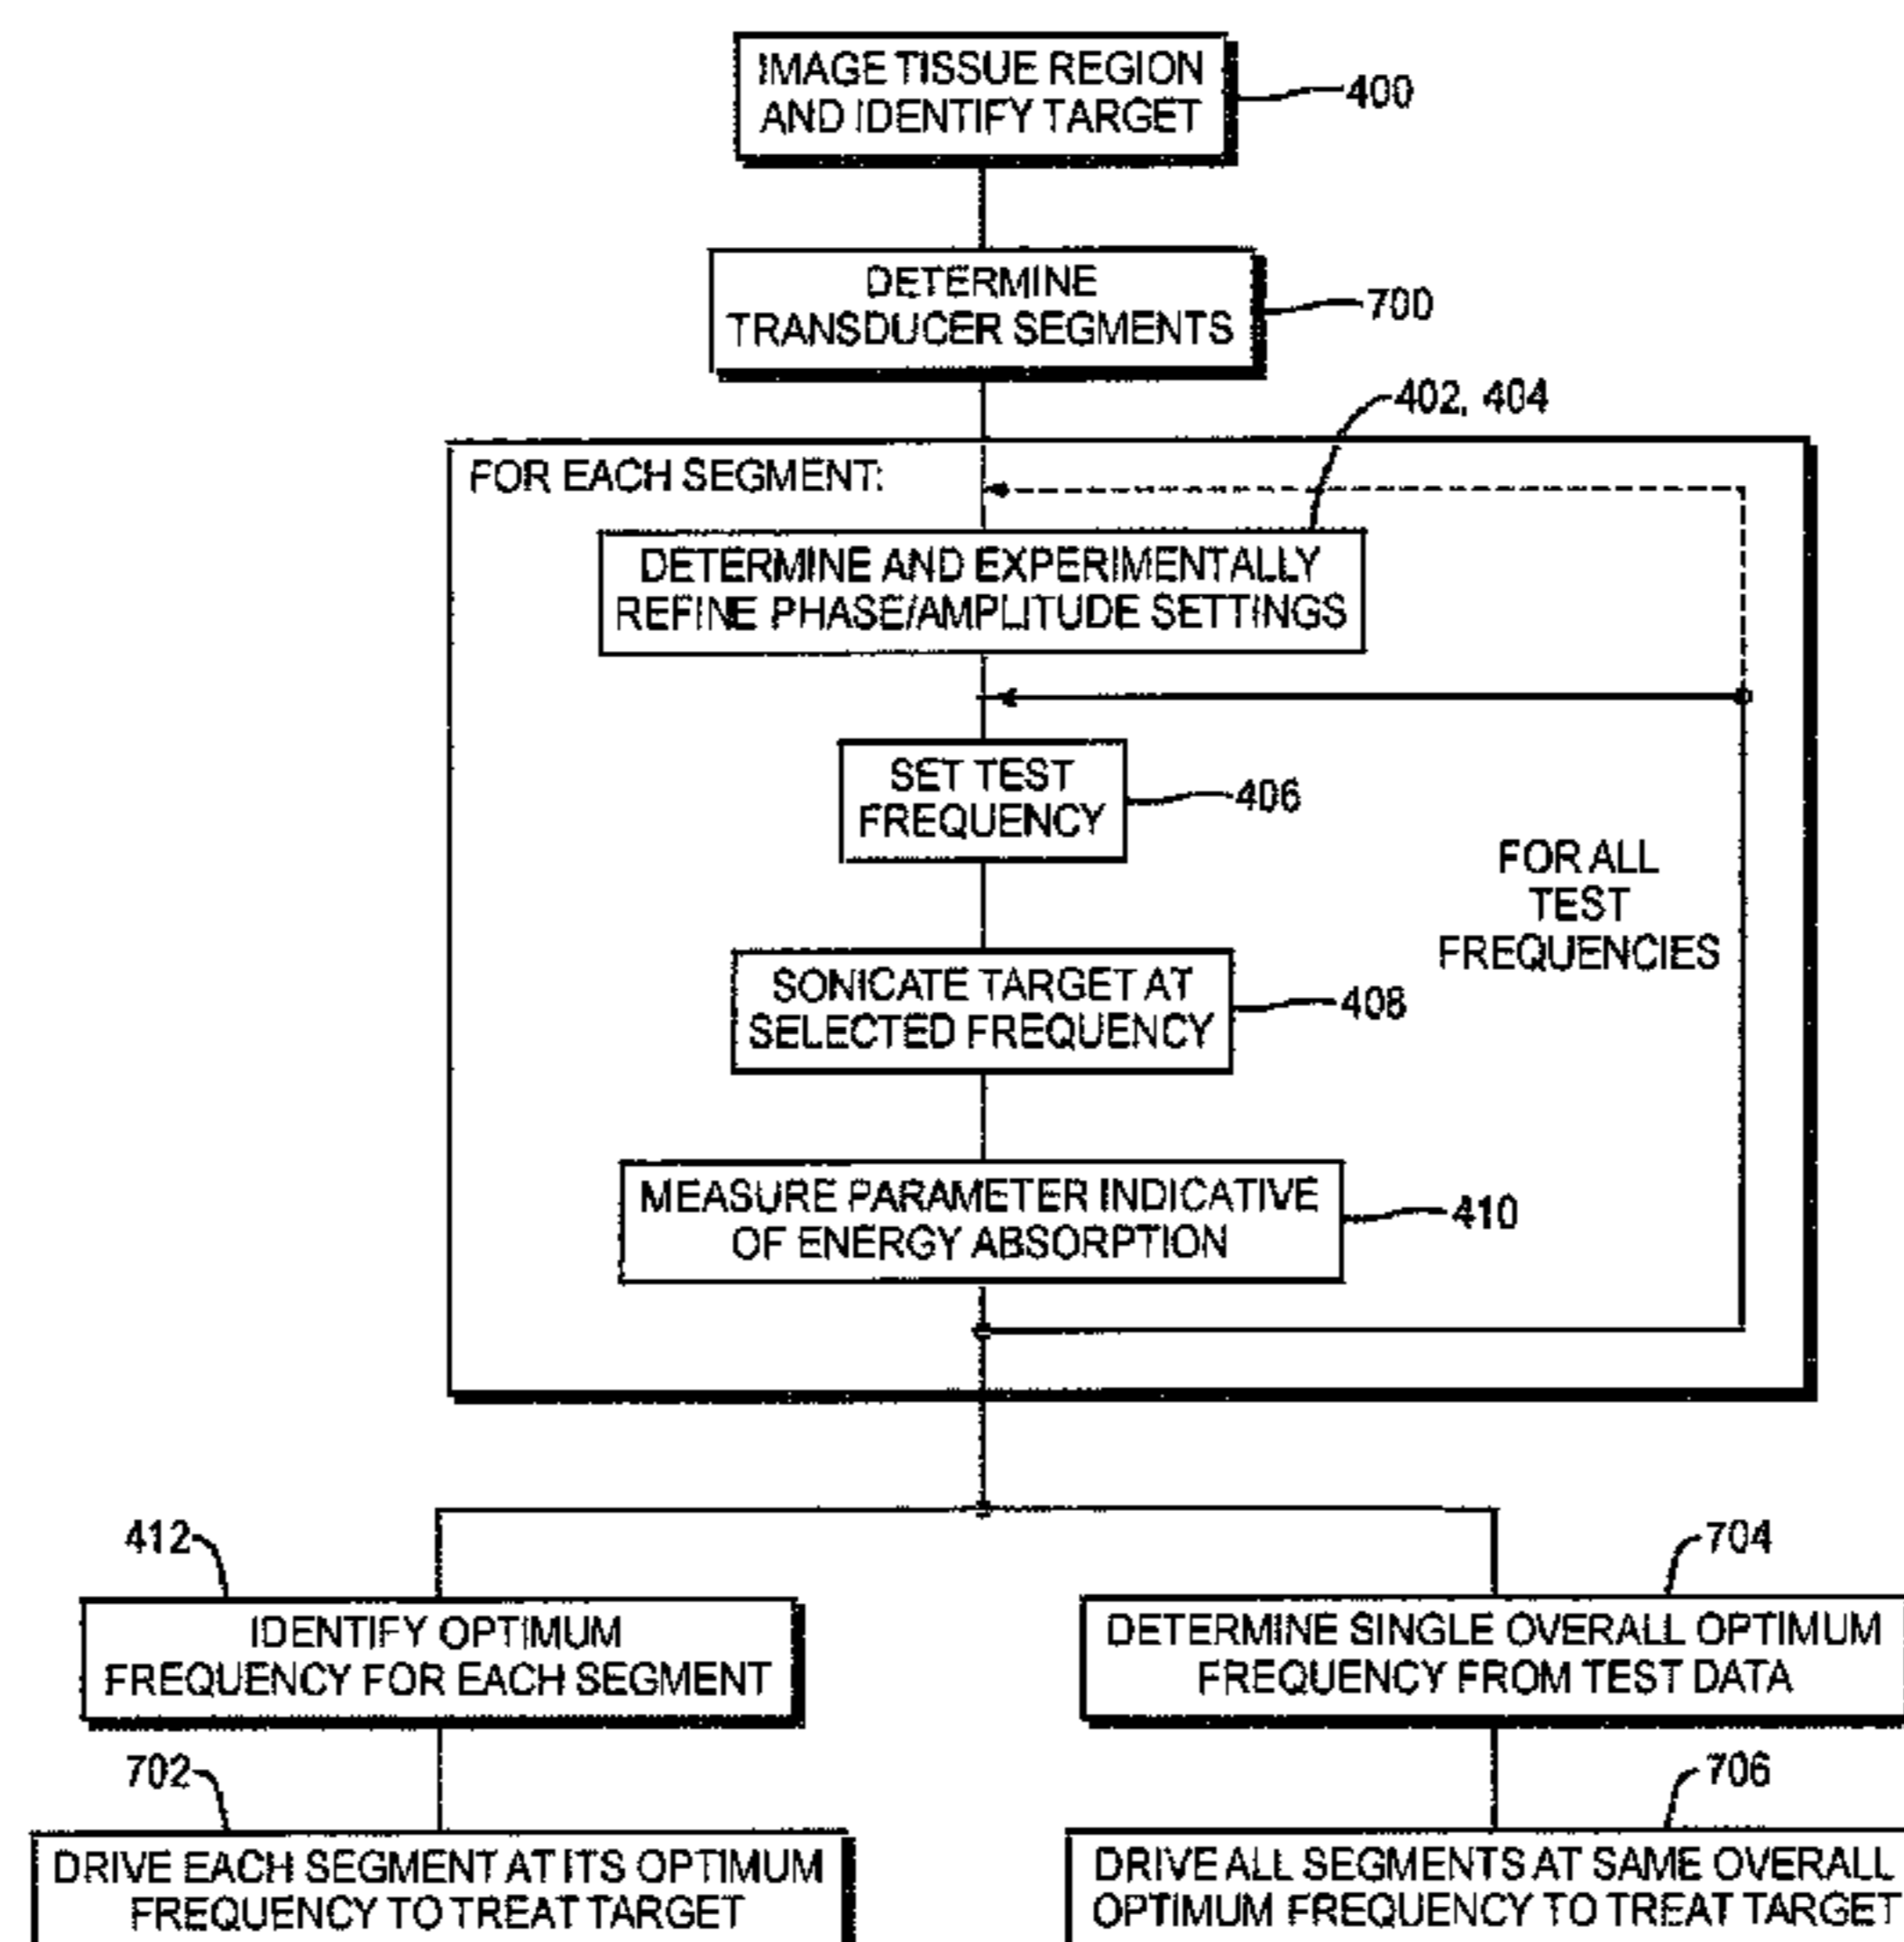 IMAGE TISSUE REGION
AND IDENTIFY TARGET
400
DETERMINE
TRANSDUCER SEGMENTS
700
402, 404
FOR EACH SEGMENT:
DETERMINE AND EXPERIMENTALLY
REFINE PHASE/AMPLITUDE SETTINGS
SET TEST
FREQUENCY
406
FOR ALL
TEST
FREQUENCIES
SONICATE TARGET AT
SELECTED FREQUENCY
408
MEASURE PARAMETER INDICATIVE
OF ENERGY ABSORPTION
410
412
IDENTIFY OPTIMUM
FREQUENCY FOR EACH SEGMENT
704
DETERMINE SINGLE OVERALL OPTIMUM
FREQUENCY FROM TEST DATA
702
DRIVE EACH SEGMENT AT ITS OPTIMUM
FREQUENCY TO TREAT TARGET
706
DRIVE ALL SEGMENTS AT SAME OVERALL
OPTIMUM FREQUENCY TO TREAT TARGET